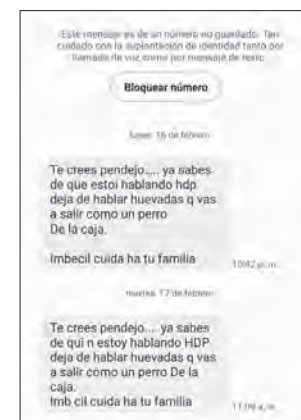 Este mensaje es de un número no guardado. Ten
cuidado con la suplantación de identidad tanto por
llamada de voz como por mensaje de texto.
Bloquear número
lunes, 16 de febrero
Te crees pendejo..... ya sabes
de que estoi hablando hdp.
deja de hablar huevadas q vas
a salir como un perro
De la caja.
Imbecil cuida ha tu familia
10:42 p. m.
martes, 17 de febrero
Te crees pendejo.... ya sabes
de qui n estoy hablando HDP
deja de hablar huevadas q vas
a salir como un perro De la
caja.
Imb cil cuida ha tu familia
11:09 a. m.